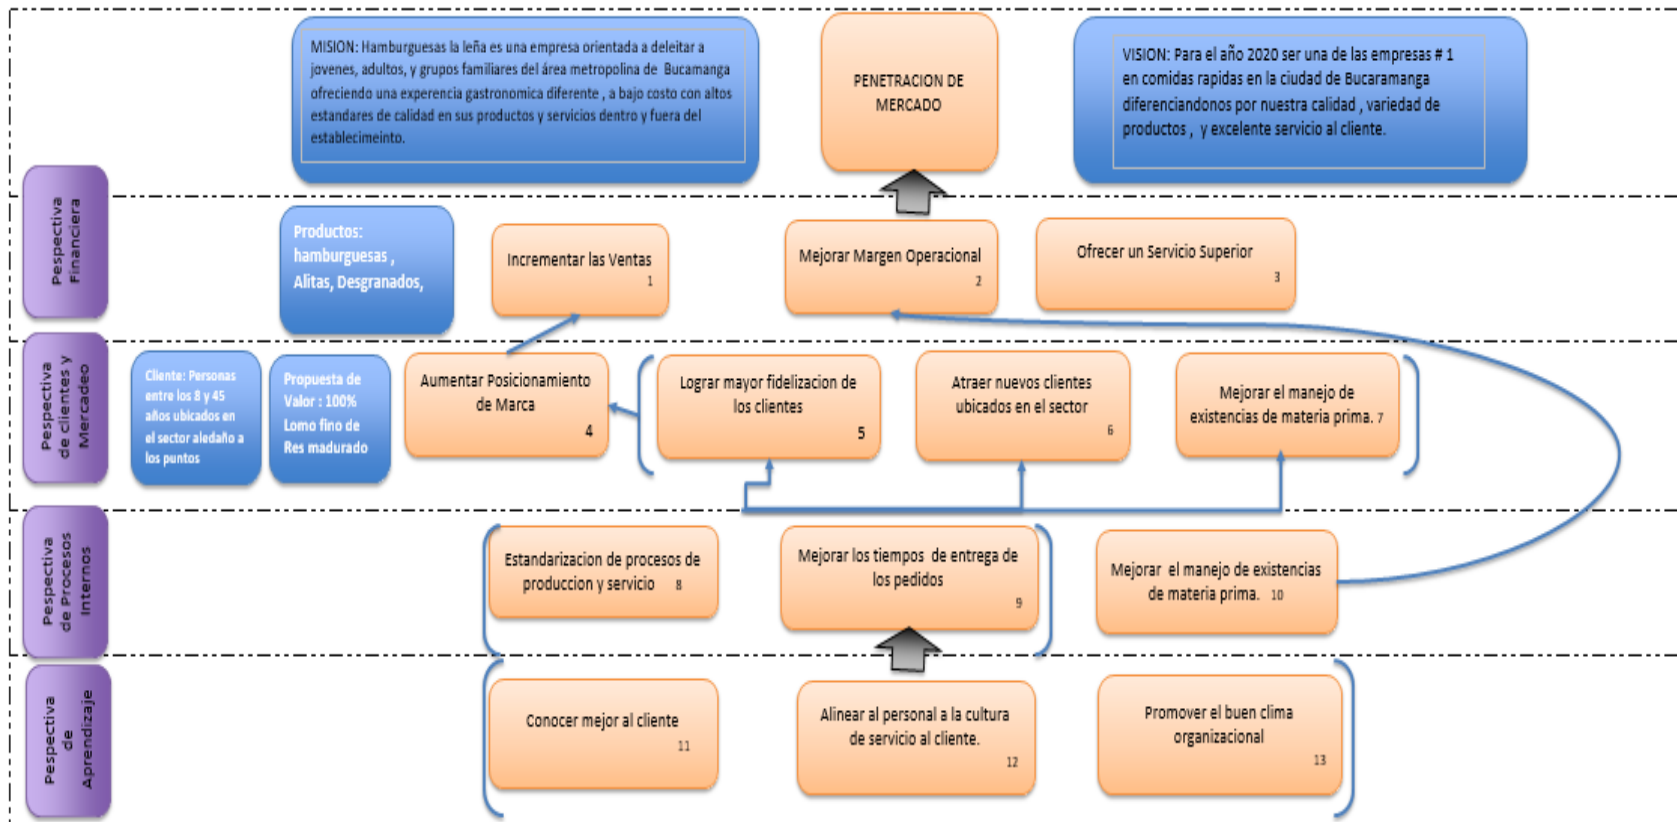 MISION: Hamburguesas la leña es una empresa orientada a deleitar a
jovenes, adultos, y grupos familiares del área metropolina de Bucamanga
ofreciendo una experencia gastronomica diferente , a bajo costo con altos
estandares de calidad en sus productos y servicios dentro y fuera del
establecimeinto.
PENETRACION DE
MERCADO
VISION: Para el año 2020 ser una de las empresas # 1
en comidas rapidas en la ciudad de Bucaramanga
diferenciandonos por nuestra calidad , variedad de
productos , y excelente servicio al cliente.
Pespectiva
Financiera
Productos:
hamburguesas ,
Alitas, Desgranados,
Incrementar las Ventas
1
Mejorar Margen Operacional
2
Ofrecer un Servicio Superior
3
Pespectiva
de clientes y
Mercadeo
Cliente: Personas
entre los 8 y 45
años ubicados en
el sector aledaño a
los puntos
Propuesta de
Valor : 100%
Lomo fino de
Res madurado
Aumentar Posicionamiento
de Marca
4
Lograr mayor fidelizacion de
los clientes
5
Atraer nuevos clientes
ubicados en el sector
6
Mejorar el manejo de
existencias de materia prima. 7
Pespectiva
de Procesos
Internos
Estandarizacion de procesos de
produccion y servicio 8
Mejorar los tiempos de entrega de
los pedidos
9
Mejorar el manejo de existencias
de materia prima. 10
Pespectiva
de
Aprendizaje
Conocer mejor al cliente
11
Alinear al personal a la cultura
de servicio al cliente.
12
Promover el buen clima
organizacional
13